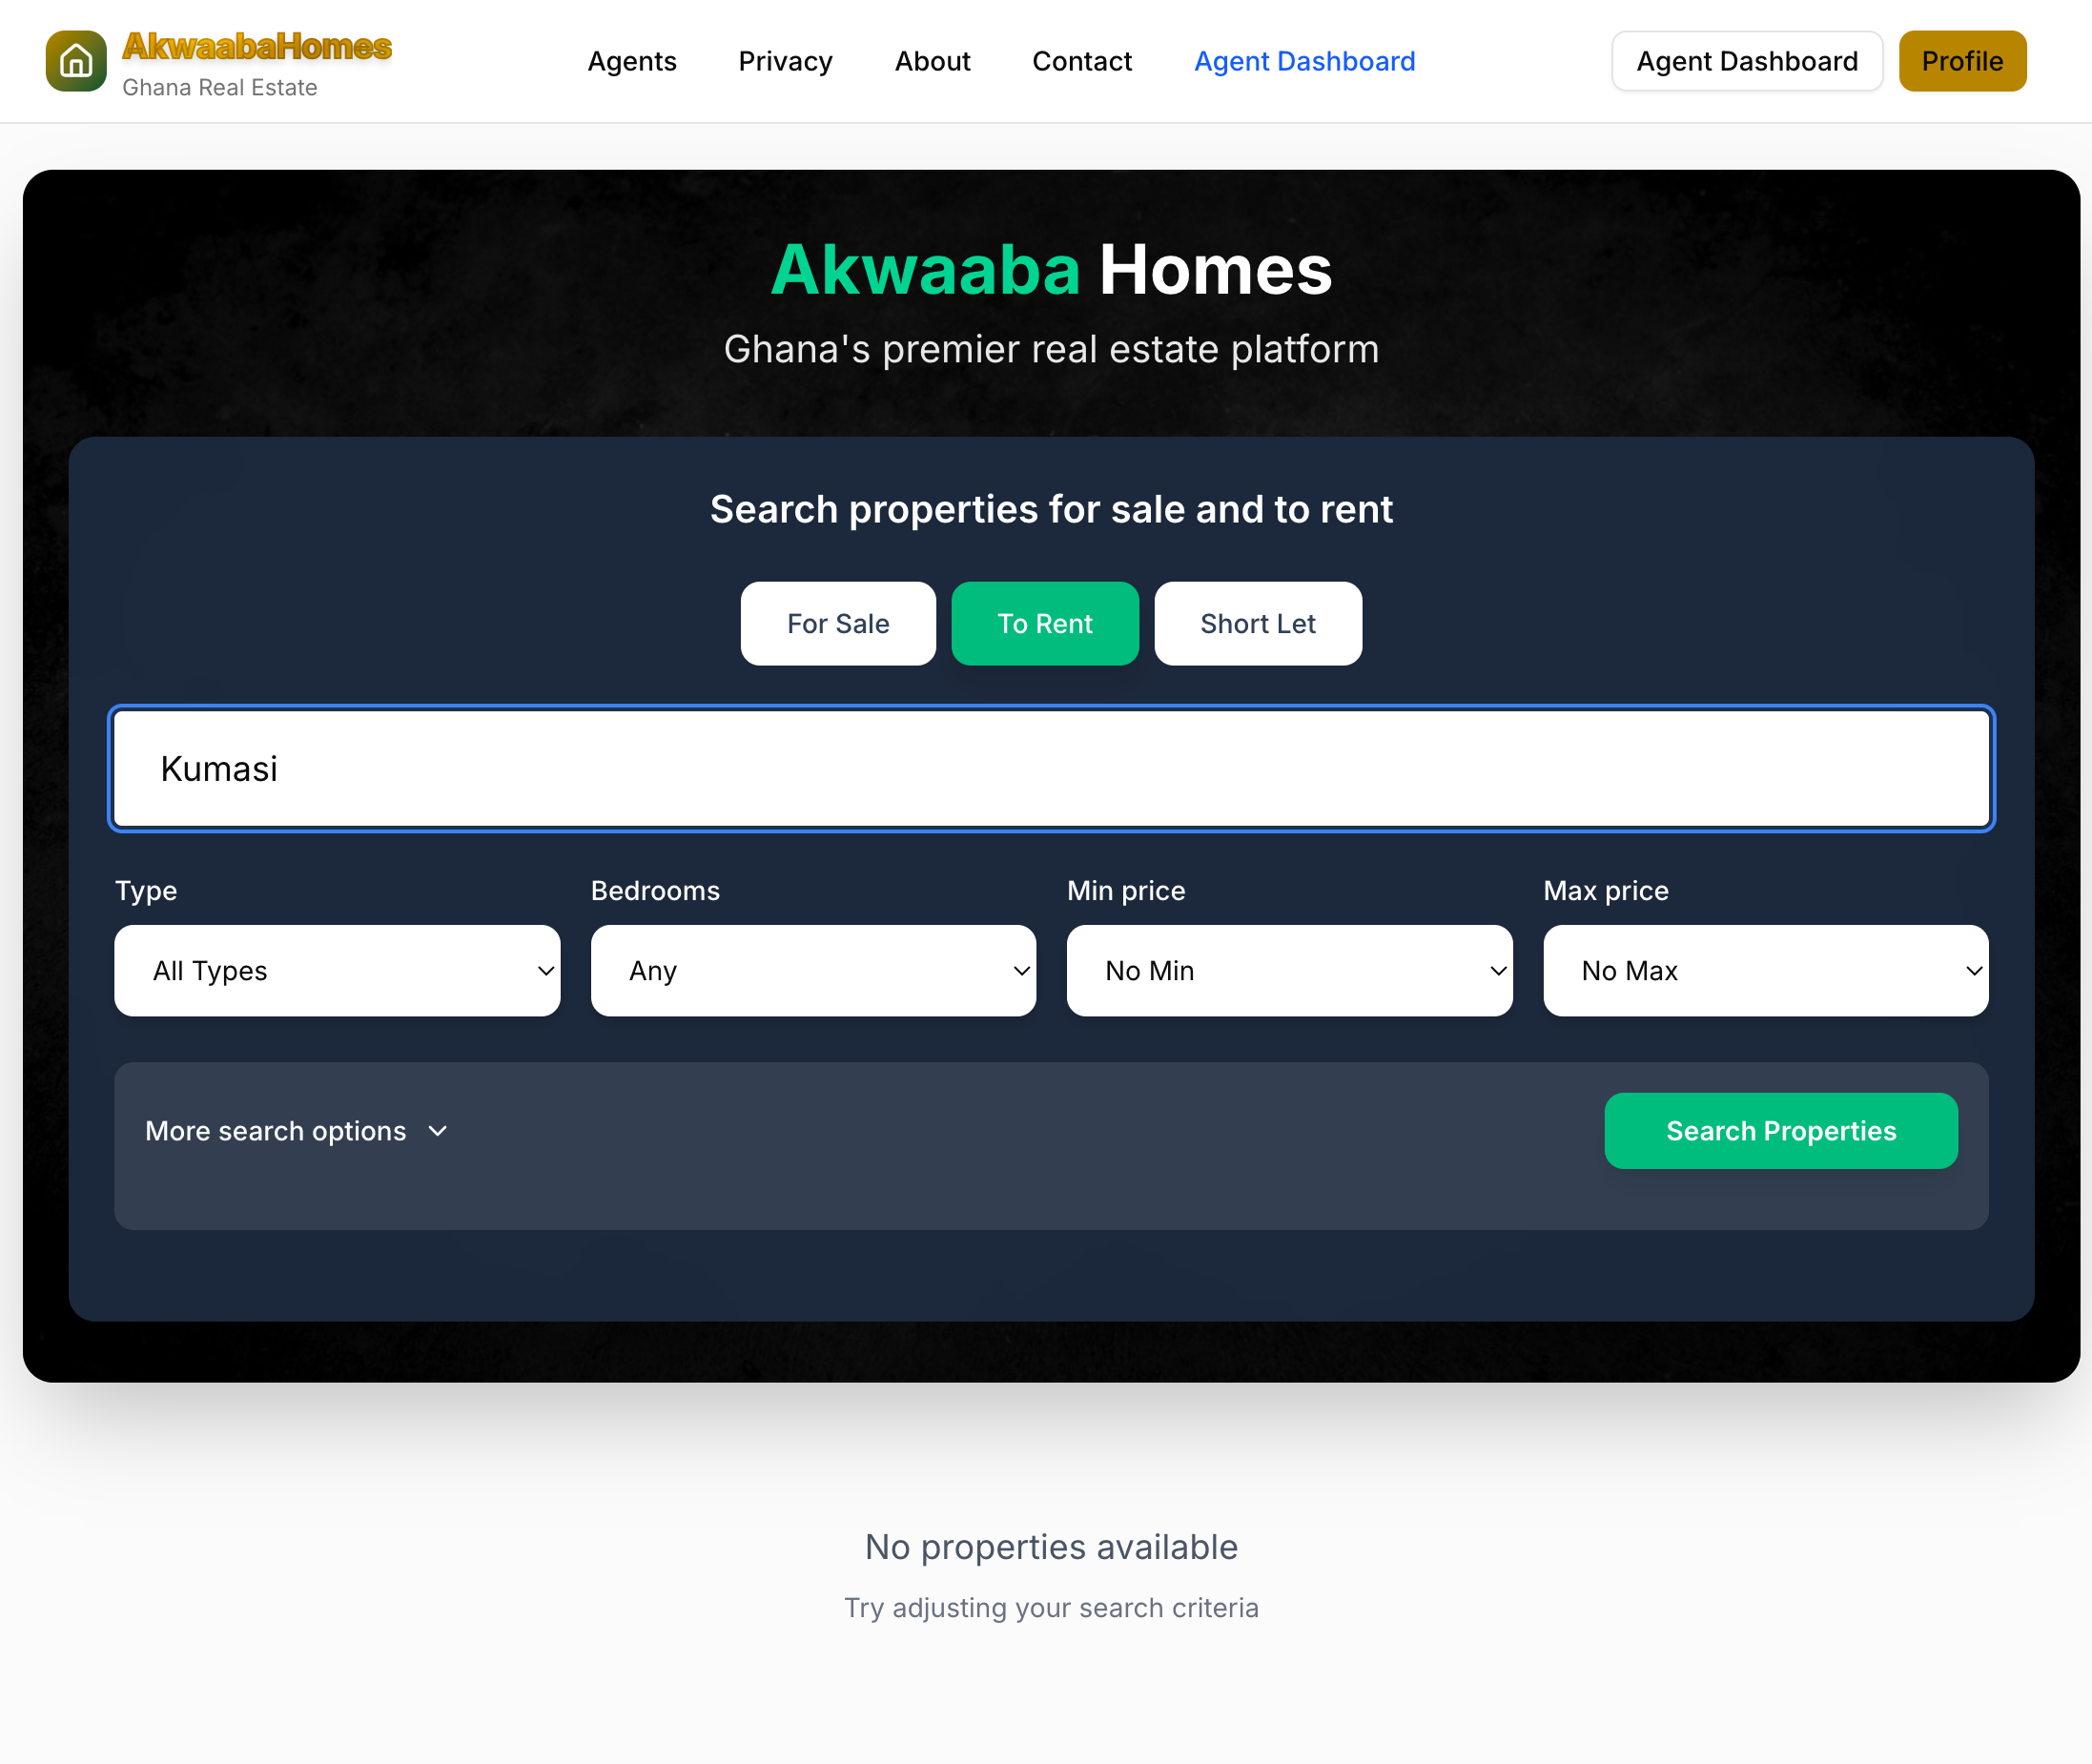 AkwaabaHomes
Ghana Real Estate
Agents
Privacy
About
Contact
Agent Dashboard
Agent Dashboard
Profile
Akwaaba Homes
Ghana's premier real estate platform
Search properties for sale and to rent
For Sale
To Rent
Short Let
Kumasi
Type
Bedrooms
Min price
Max price
All Types
Any
No Min
No Max
More search options
Search Properties
No properties available
Try adjusting your search criteria